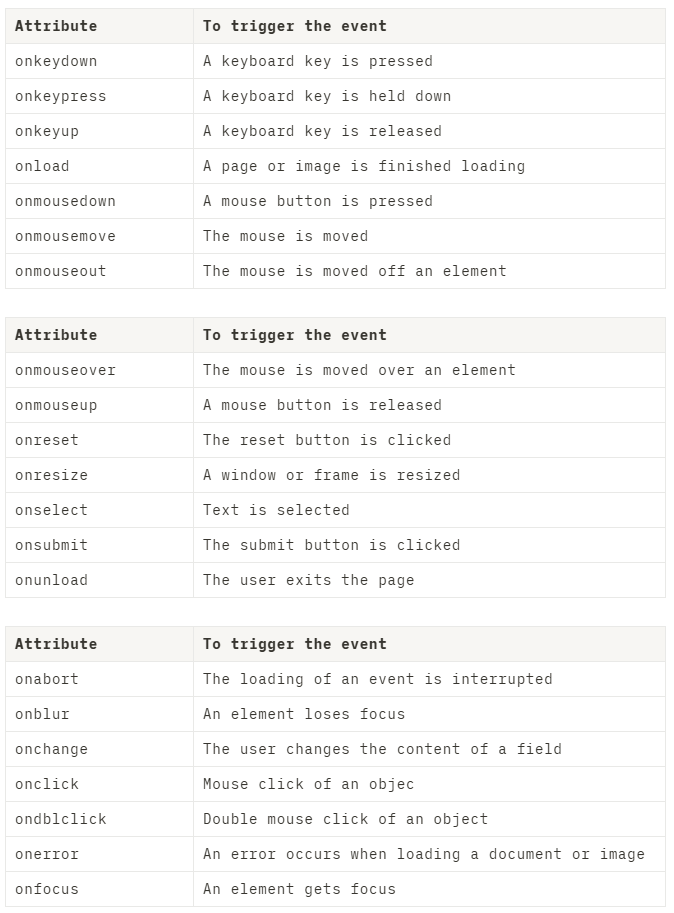 Attribute To trigger the event
onkeydown A keyboard key is pressed
onkeypress A keyboard key is held down
onkeyup A keyboard key is released
onload A page or image is finished loading
onmousedown A mouse button is pressed
onmousemove The mouse is moved
onmouseout The mouse is moved off an element
Attribute To trigger the event
onmouseover The mouse is moved over an element
onmouseup A mouse button is released
onreset The reset button is clicked
onresize A window or frame is resized
onselect Text is selected
onsubmit The submit button is clicked
onunload The user exits the page
Attribute To trigger the event
onabort The loading of an event is interrupted
onblur An element loses focus
onchange The user changes the content of a field
onclick Mouse click of an objec
ondblclick Double mouse click of an object
onerror An error occurs when loading a document or image
onfocus An element gets focus